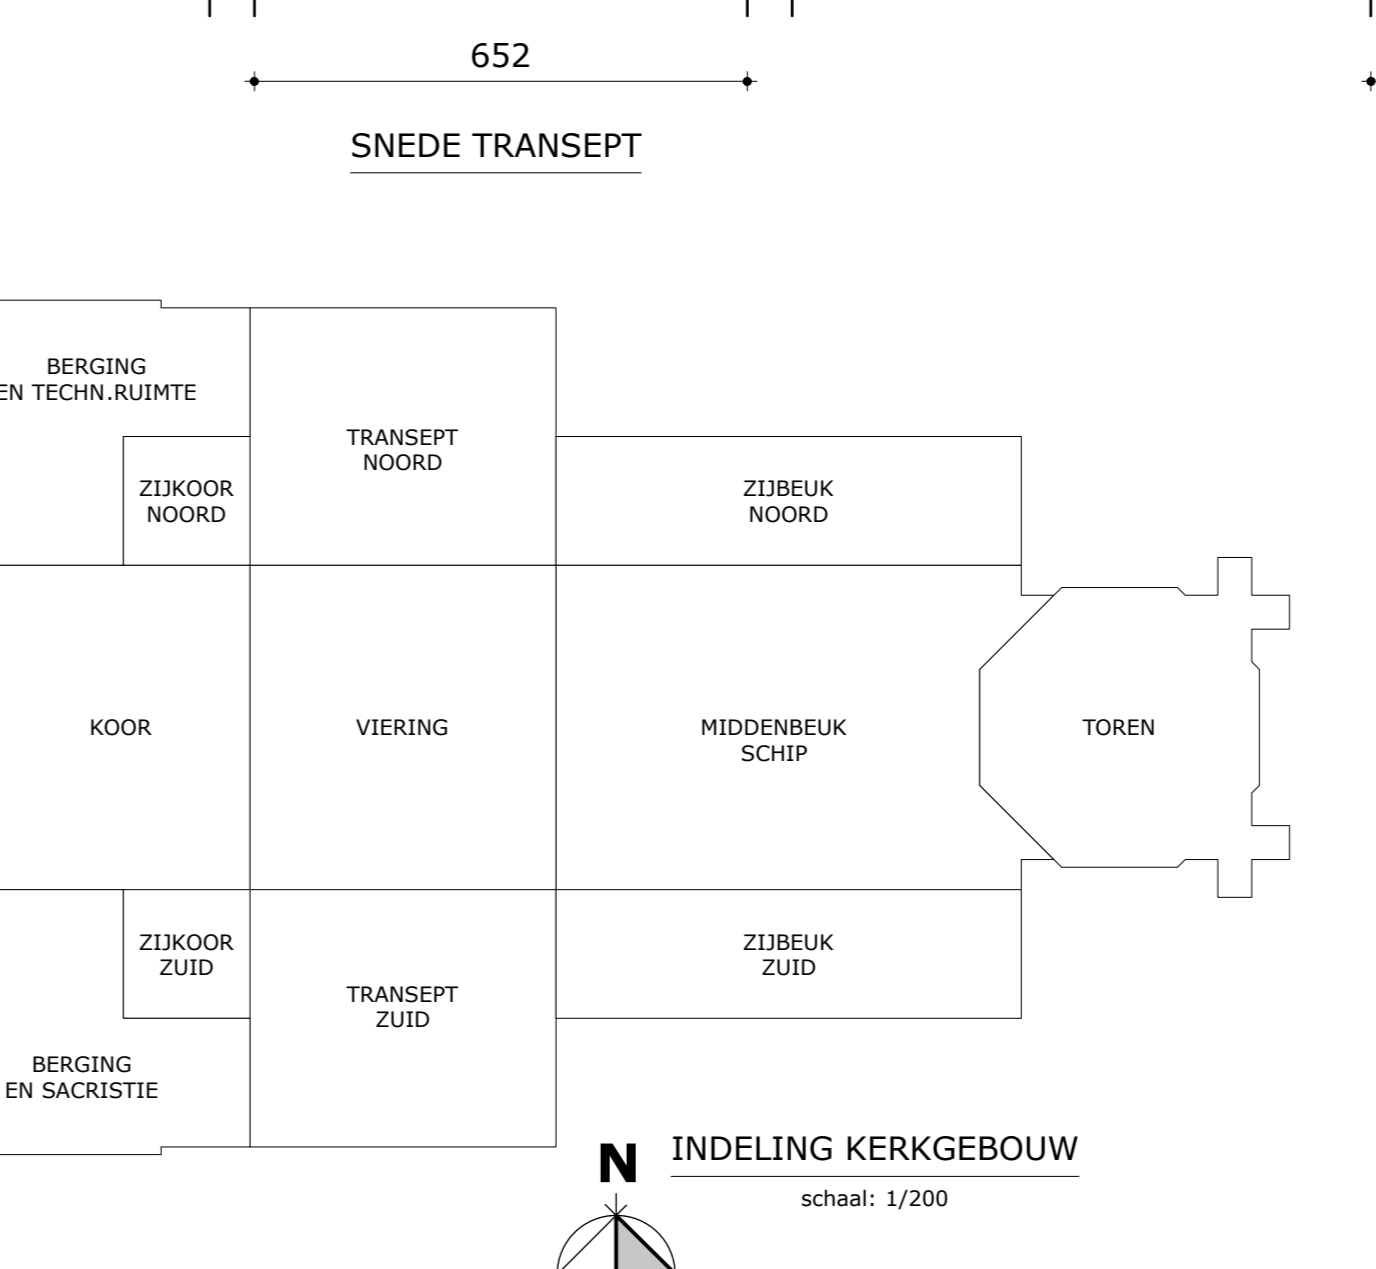 652
SNEDE TRANSEPT
BERGING
EN TECHN.RUIMTE
TRANSEPT
NOORD
ZIJKOOR
NOORD
ZIJBEUK
NOORD
KOOR
VIERING
MIDDENBEUK
SCHIP
TOREN
ZIJKOOR
ZUID
ZIJBEUK
ZUID
TRANSEPT
ZUID
BERGING
EN SACRISTIE
N
INDELING KERKGEBOUW
schaal: 1/200